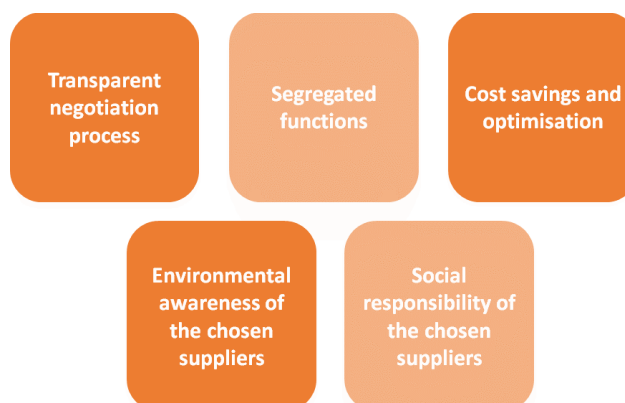 Transparent
negotiation
process
Segregated
functions
Cost savings and
optimisation
Environmental
awareness of
the chosen
suppliers
Social
responsibility of
the chosen
suppliers